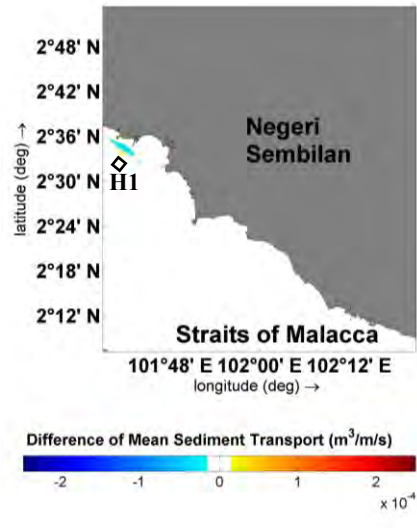 2°48' N
2°42' N
2°36' N
2°30' N
2°24' N
2°18' N
2°12' N
latitude (deg) →
Negeri
Sembilan
H1
Straits of Malacca
101°48' E 102°00' E 102°12' E
longitude (deg) →
Difference of Mean Sediment Transport (m³/m/s)
-2 -1 0 1 2
x 10⁻⁴